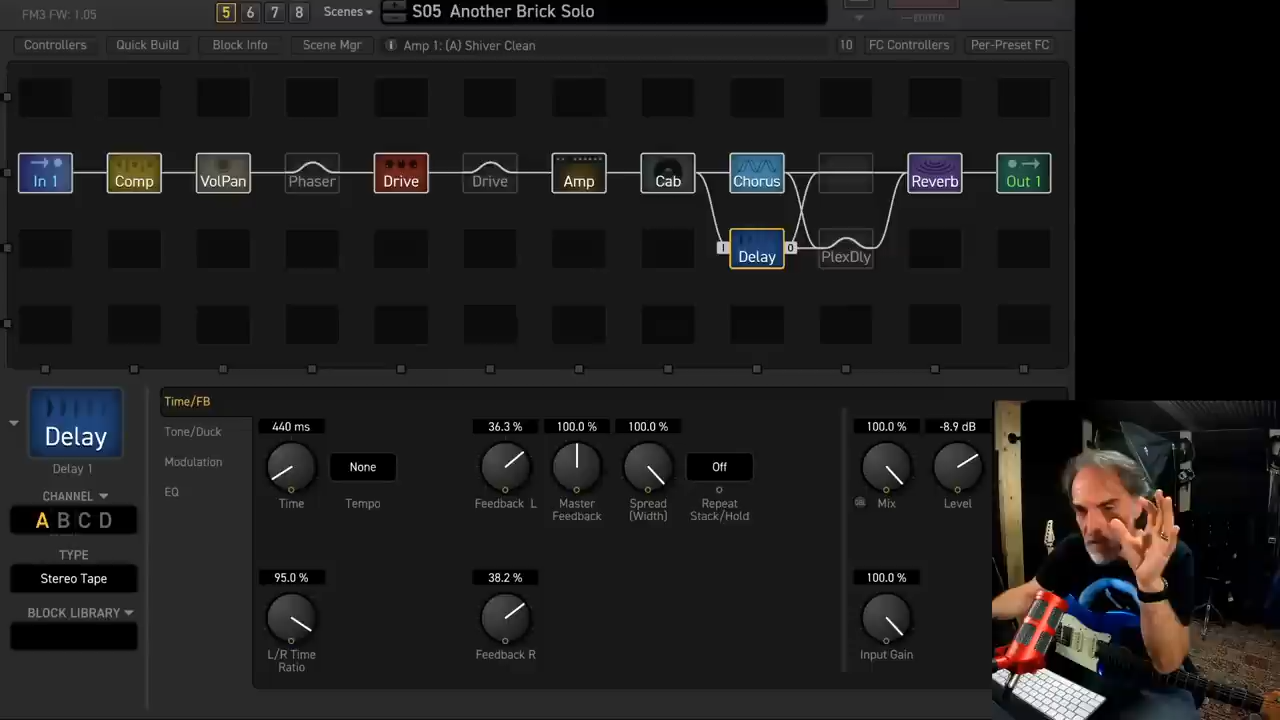 FM3 FW: 1.05
5 6 7 8 Scenes S05 Another Brick Solo
EDITED
Controllers Quick Build Block Info Scene Mgr Amp 1: (A) Shiver Clean 10 FC Controllers Per-Preset FC
In 1 Comp VolPan Phaser Drive Drive Amp Cab Chorus Reverb Out 1
I Delay O PlexDly
Delay
Delay 1
CHANNEL
A B C D
TYPE
Stereo Tape
BLOCK LIBRARY
Time/FB
Tone/Duck
Modulation
EQ
440 ms 36.3 % 100.0 % 100.0 % 100.0 % -8.9 dB
None Off
Time Tempo Feedback L Master Feedback Spread (Width) Repeat Stack/Hold Mix Level
95.0 % 38.2 % 100.0 %
L/R Time Ratio Feedback R Input Gain